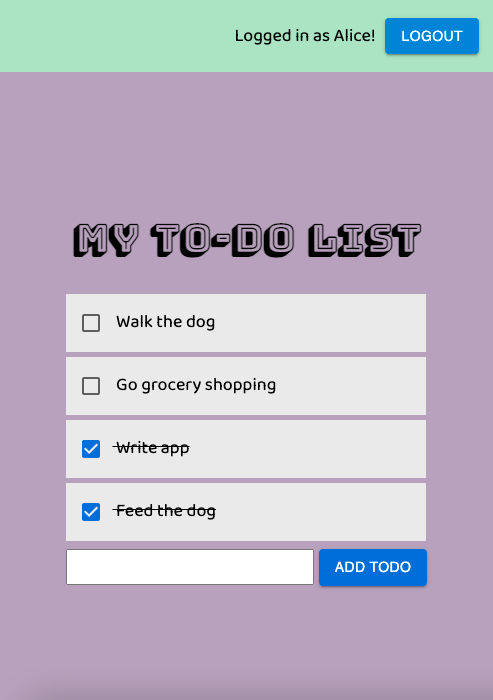 Logged in as Alice! LOGOUT
MY TO-DO LIST
Walk the dog
Go grocery shopping
Write app
Feed the dog
ADD TODO